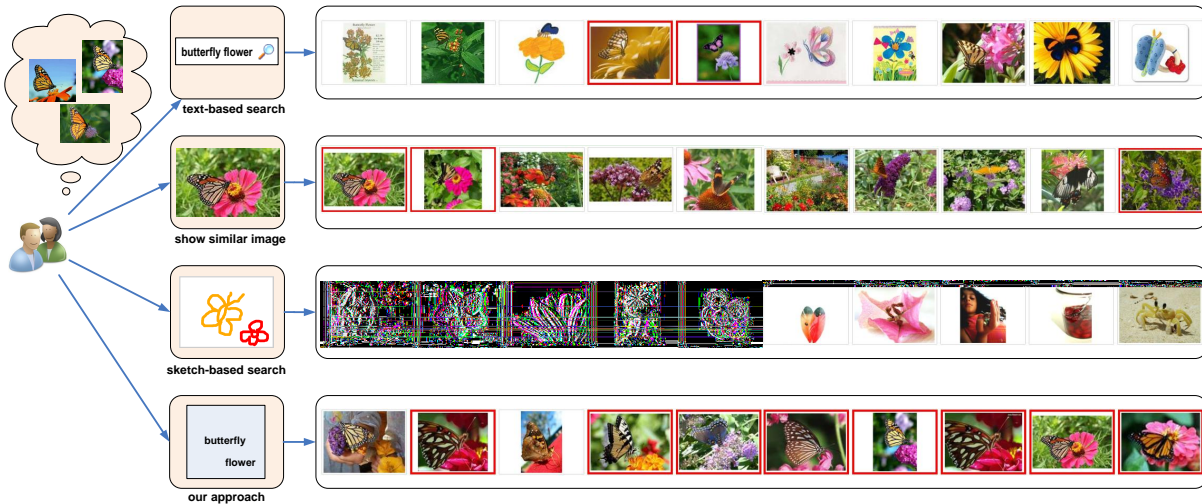 butterfly flower
text-based search
show similar image
sketch-based search
butterfly
flower
our approach